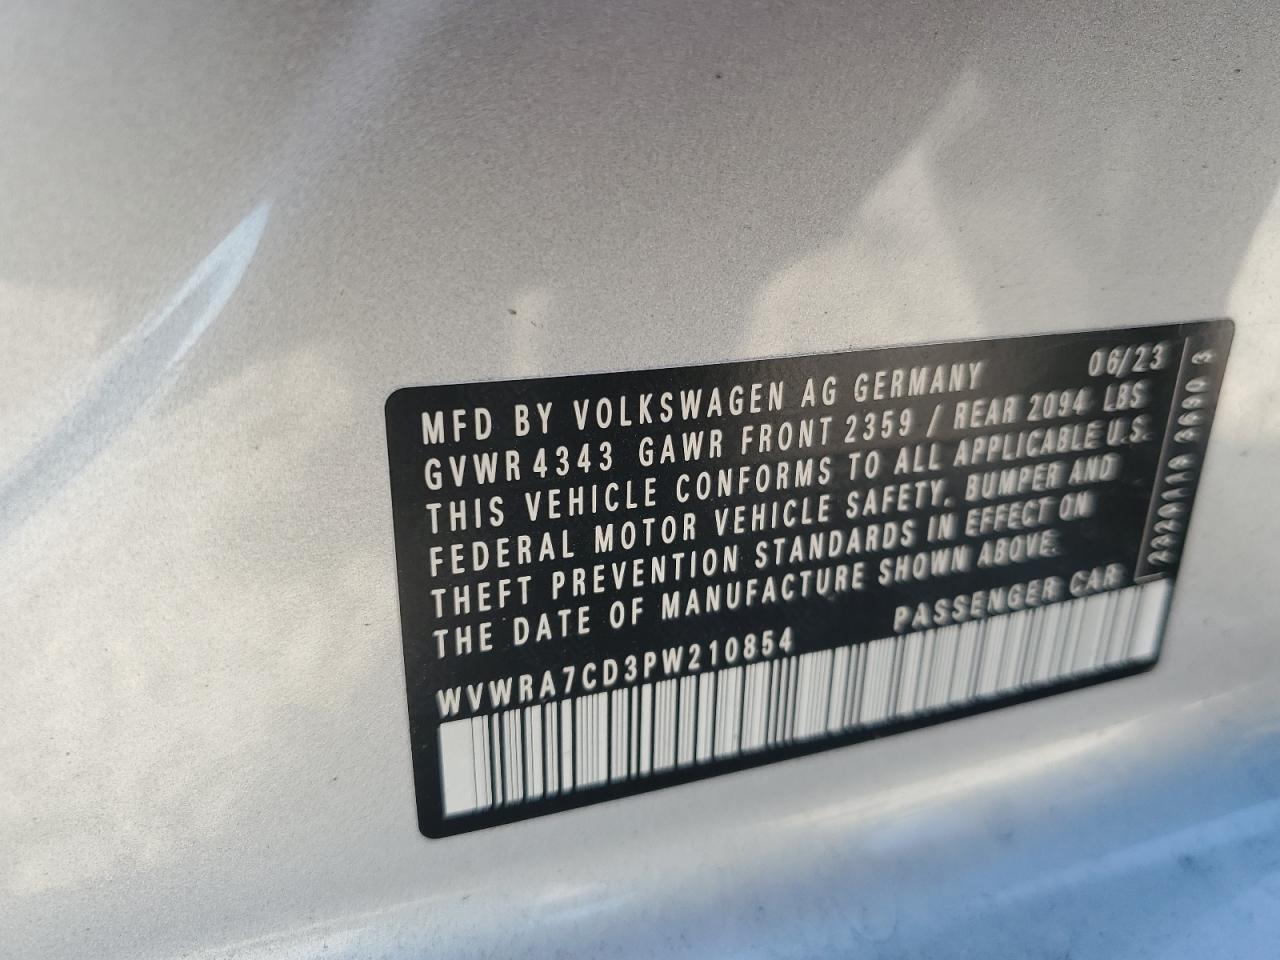 MFD BY VOLKSWAGEN AG GERMANY 06/23
GVWR 4343 GAWR FRONT 2359 / REAR 2094 LBS
THIS VEHICLE CONFORMS TO ALL APPLICABLE U.S.
FEDERAL MOTOR VEHICLE SAFETY, BUMPER AND
THEFT PREVENTION STANDARDS IN EFFECT ON
THE DATE OF MANUFACTURE SHOWN ABOVE.
PASSENGER CAR
WVWRA7CD3PW210854